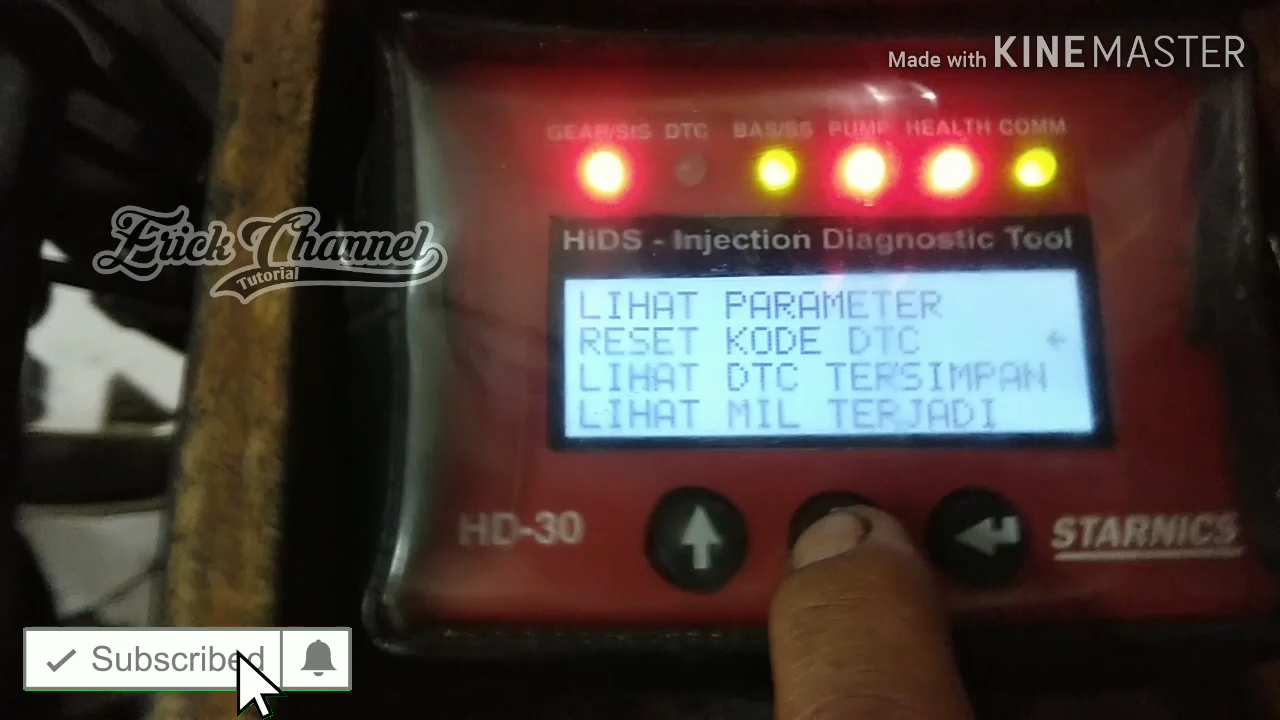 Made with KINEMASTER
GEAR/SIS DTC BAS/SS PUMP HEALTH COMM
Erick Channel
Tutorial
HiDS - Injection Diagnostic Tool
LIHAT PARAMETER
RESET KODE DTC ←
LIHAT DTC TERSIMPAN
LIHAT MIL TERJADI
HD-30
STARNICS
Subscribed